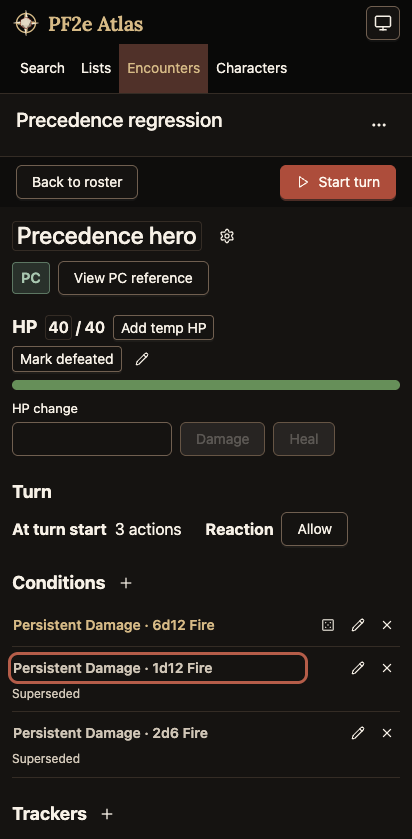 PF2e Atlas
Search Lists Encounters Characters
Precedence regression
Back to roster Start turn
Precedence hero
PC View PC reference
HP 40 / 40 Add temp HP
Mark defeated
HP change
Damage Heal
Turn
At turn start 3 actions Reaction Allow
Conditions
Persistent Damage · 6d12 Fire
Persistent Damage · 1d12 Fire
Superseded
Persistent Damage · 2d6 Fire
Superseded
Trackers